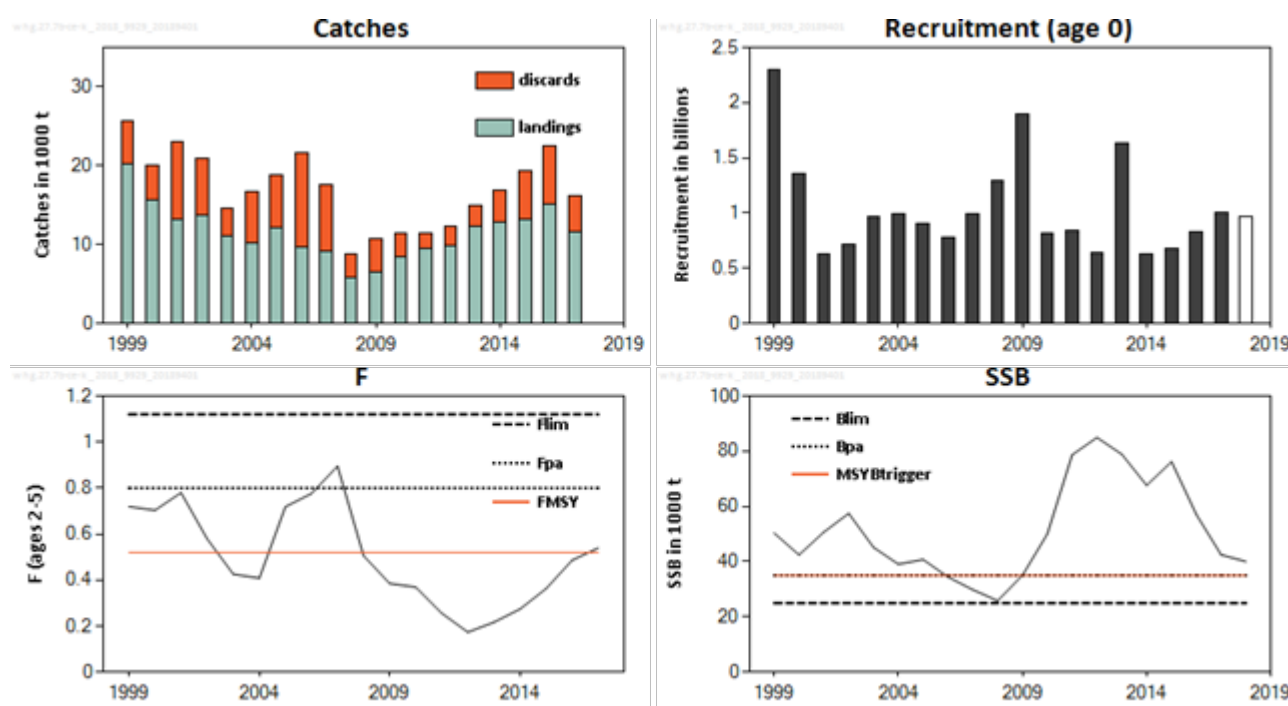 Catches
Catches in 1000 t
30
20
10
0
discards
landings
1999
2004
2009
2014
2019
Recruitment (age 0)
Recruitment in billions
2.5
2
1.5
1
0.5
0
1999
2004
2009
2014
2019
F
F (ages 2-5)
1.2
1
0.8
0.6
0.4
0.2
0
Flim
Fpa
FMSY
1999
2004
2009
2014
SSB
SSB in 1000 t
100
80
60
40
20
0
Blim
Bpa
MSYBtrigger
1999
2004
2009
2014
2019